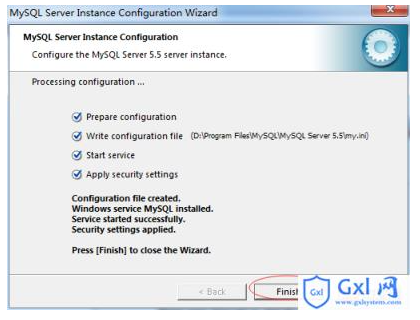 MySQL Server Instance Configuration Wizard
MySQL Server Instance Configuration
Configure the MySQL Server 5.5 server instance.
Processing configuration ...
Prepare configuration
Write configuration file (D:\Program Files\MySQL\MySQL Server 5.5\my.ini)
Start service
Apply security settings
Configuration file created.
Windows service MySQL installed.
Service started successfully.
Security settings applied.
Press [Finish] to close the Wizard.
< Back
Finish
Gxl
Gxl 网
www.gxlsystem.com